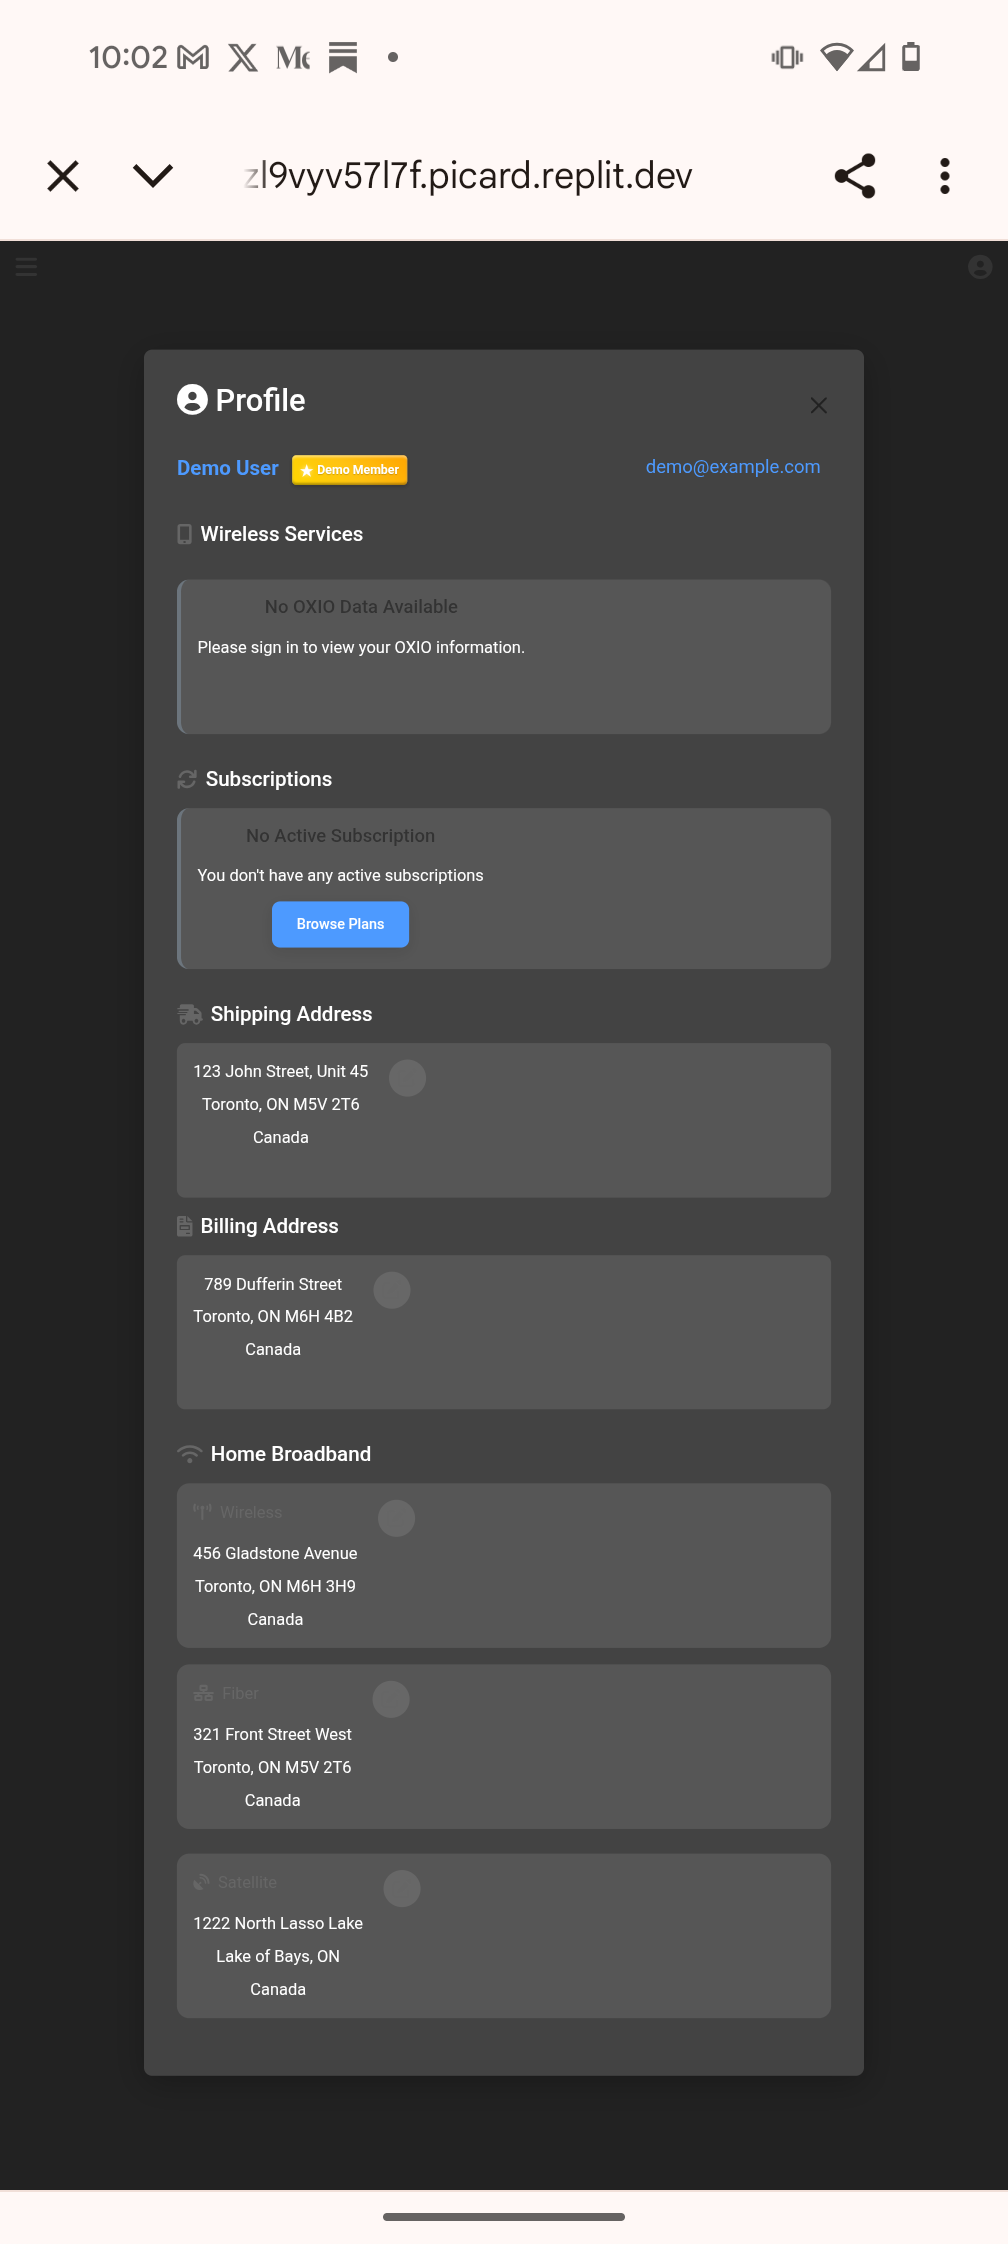 10:02
zl9vyv57l7f.picard.replit.dev
Profile
Demo User Demo Member demo@example.com
Wireless Services
No OXIO Data Available
Please sign in to view your OXIO information.
Subscriptions
No Active Subscription
You don't have any active subscriptions
Browse Plans
Shipping Address
123 John Street, Unit 45
Toronto, ON M5V 2T6
Canada
Billing Address
789 Dufferin Street
Toronto, ON M6H 4B2
Canada
Home Broadband
Wireless
456 Gladstone Avenue
Toronto, ON M6H 3H9
Canada
Fiber
321 Front Street West
Toronto, ON M5V 2T6
Canada
Satellite
1222 North Lasso Lake
Lake of Bays, ON
Canada